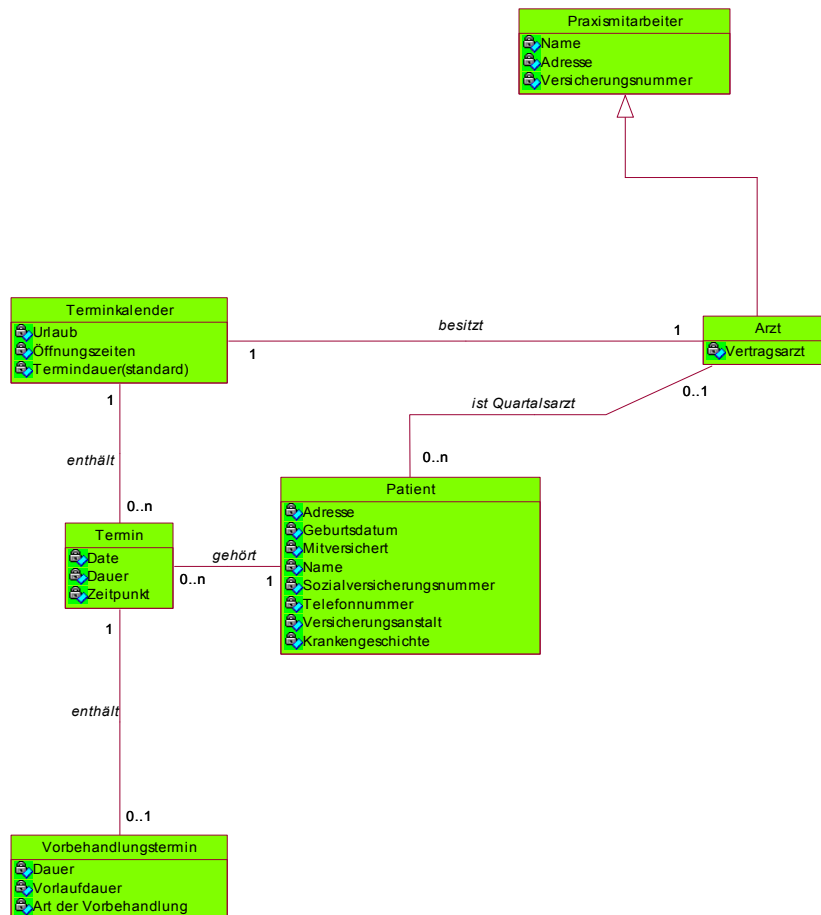 Praxismitarbeiter
Name
Adresse
Versicherungsnummer
Terminkalender
Urlaub
Öffnungszeiten
Termindauer(standard)
besitzt
1
1
Arzt
Vertragsarzt
ist Quartalsarzt
0..1
0..n
1
enthält
0..n
Termin
Date
Dauer
Zeitpunkt
gehört
0..n
1
Patient
Adresse
Geburtsdatum
Mitversichert
Name
Sozialversicherungsnummer
Telefonnummer
Versicherungsanstalt
Krankengeschichte
1
enthält
0..1
Vorbehandlungstermin
Dauer
Vorlaufdauer
Art der Vorbehandlung